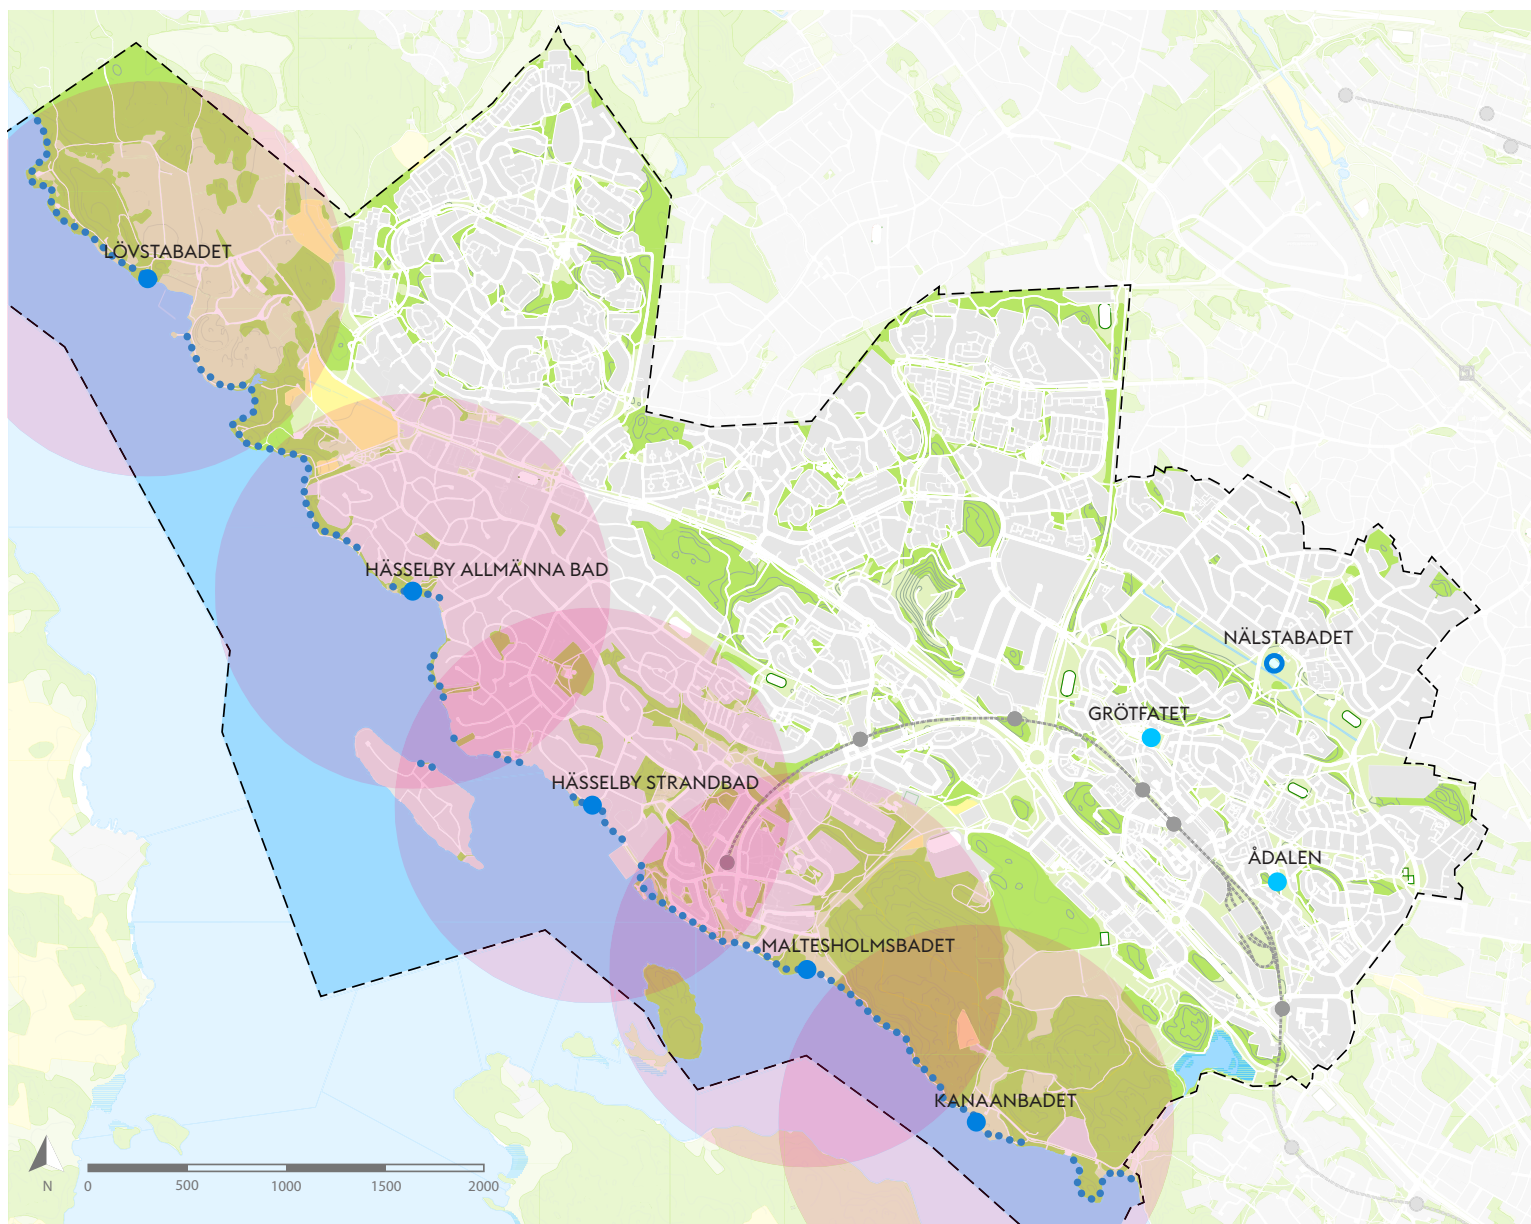 LÖVSTABADET
HÄSSELBY ALLMÄNNA BAD
NÄLSTABADET
GRÖTFATET
HÄSSELBY STRANDBAD
ÅDALEN
MALTESHOLMSBADET
KANAANBADET
N 0 500 1000 1500 2000